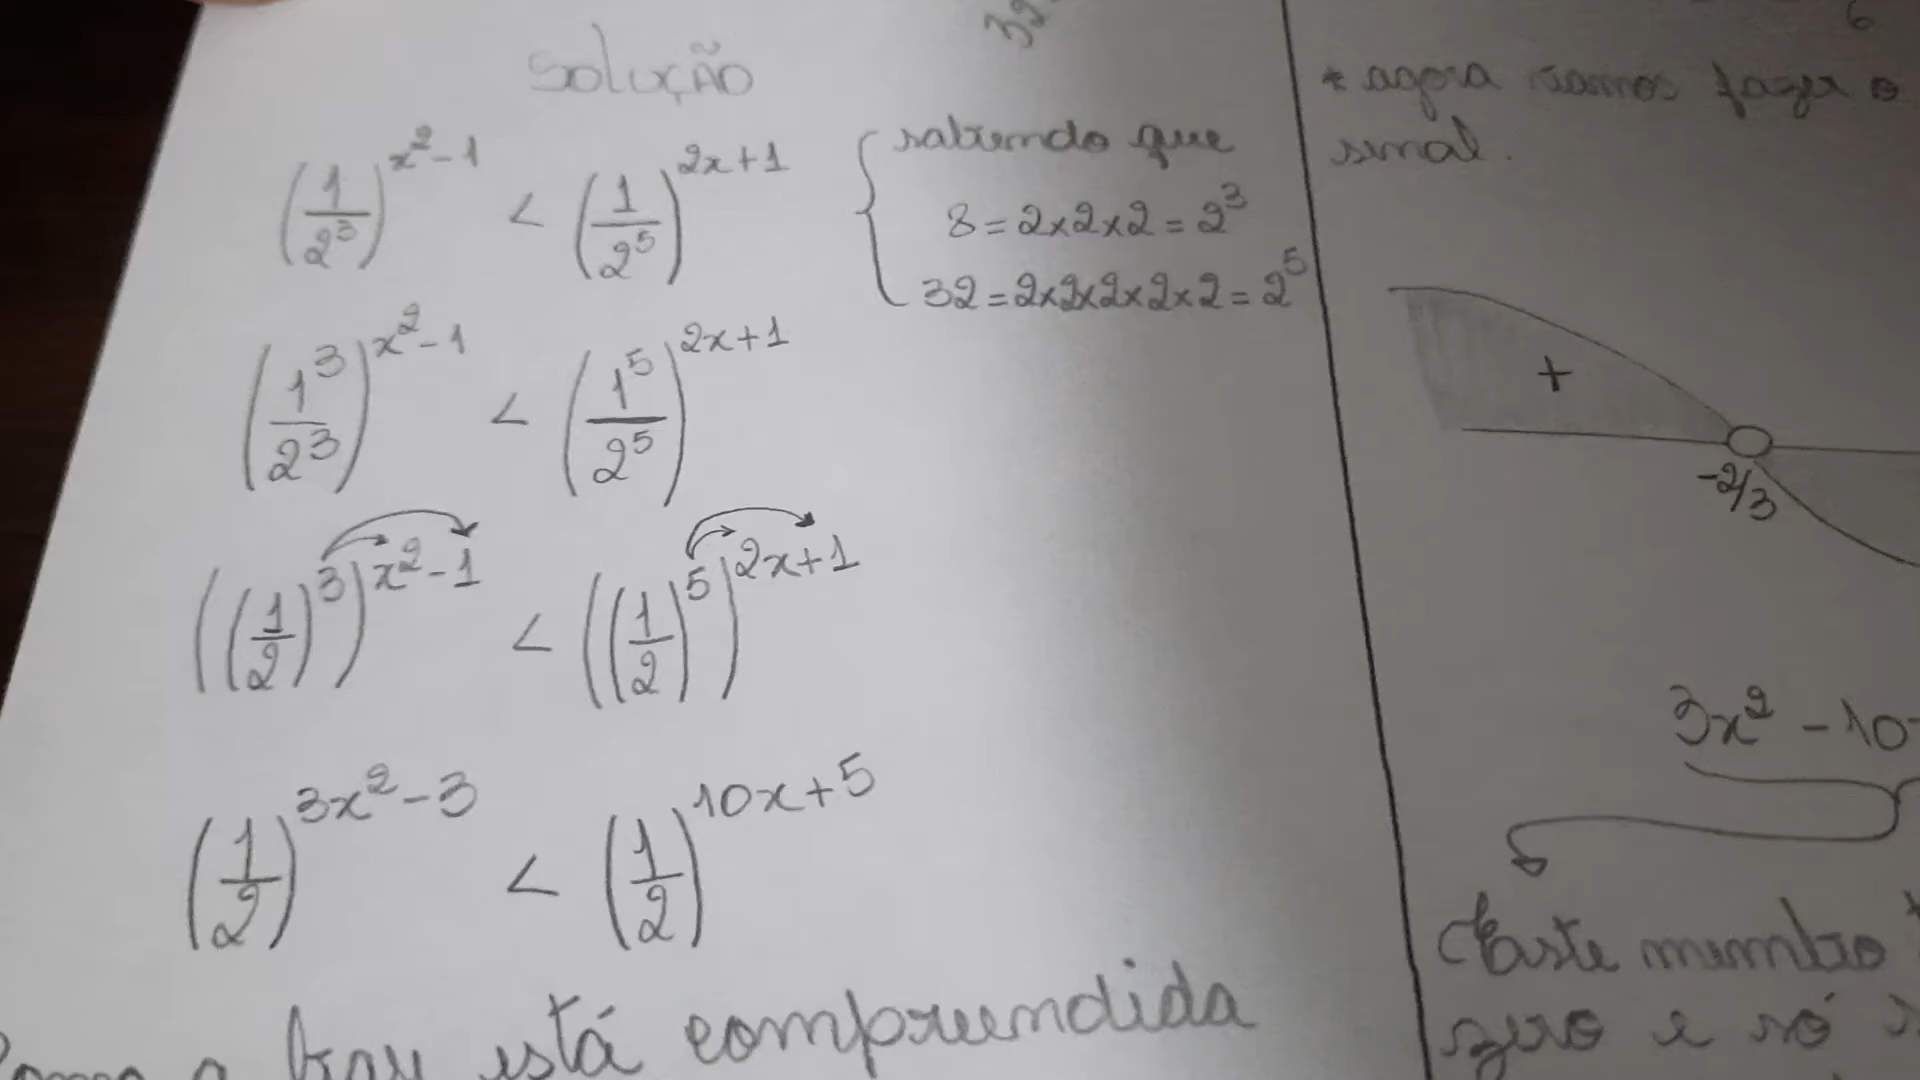 32
Solução
(1/2³)^(x²-1) < (1/2⁵)^(2x+1)
sabendo que
8=2x2x2=2³
32=2x2x2x2x2=2⁵
(1³/2³)^(x²-1) < (1⁵/2⁵)^(2x+1)
((1/2)³)^(x²-1) < ((1/2)⁵)^(2x+1)
(1/2)^(3x²-3) < (1/2)^(10x+5)
está compreendida
6
* agora vamos fazer o
sinal.
+
-2/3
3x² - 10
Este membro
zero e só